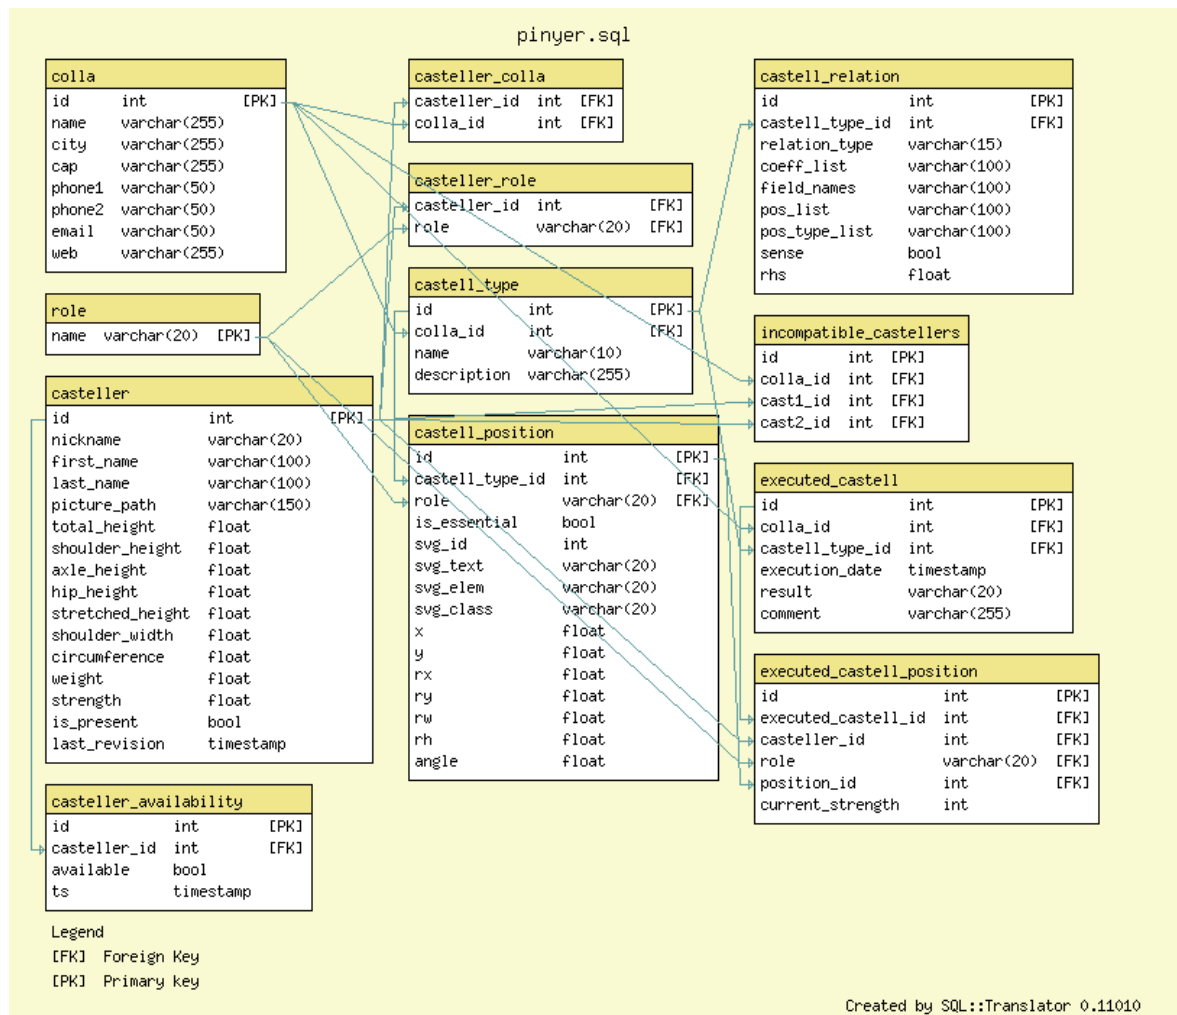 pinyer.sql
colla
id int [PK]
name varchar(255)
city varchar(255)
cap varchar(255)
phone1 varchar(50)
phone2 varchar(50)
email varchar(50)
web varchar(255)
role
name varchar(20) [PK]
casteller
id int [PK]
nickname varchar(20)
first_name varchar(100)
last_name varchar(100)
picture_path varchar(150)
total_height float
shoulder_height float
axle_height float
hip_height float
stretched_height float
shoulder_width float
circumference float
weight float
strength float
is_present bool
last_revision timestamp
casteller_availability
id int [PK]
casteller_id int [FK]
available bool
ts timestamp
casteller_colla
casteller_id int [FK]
colla_id int [FK]
casteller_role
casteller_id int [FK]
role varchar(20) [FK]
castell_type
id int [PK]
colla_id int [FK]
name varchar(10)
description varchar(255)
castell_position
id int [PK]
castell_type_id int [FK]
role varchar(20) [FK]
is_essential bool
svg_id int
svg_text varchar(20)
svg_elem varchar(20)
svg_class varchar(20)
x float
y float
rx float
ry float
rw float
rh float
angle float
castell_relation
id int [PK]
castell_type_id int [FK]
relation_type varchar(15)
coeff_list varchar(100)
field_names varchar(100)
pos_list varchar(100)
pos_type_list varchar(100)
sense bool
rhs float
incompatible_castellers
id int [PK]
colla_id int [FK]
cast1_id int [FK]
cast2_id int [FK]
executed_castell
id int [PK]
colla_id int [FK]
castell_type_id int [FK]
execution_date timestamp
result varchar(20)
comment varchar(255)
executed_castell_position
id int [PK]
executed_castell_id int [FK]
casteller_id int [FK]
role varchar(20) [FK]
position_id int [FK]
current_strength int
Legend
[FK] Foreign Key
[PK] Primary key
Created by SQL::Translator 0.11010